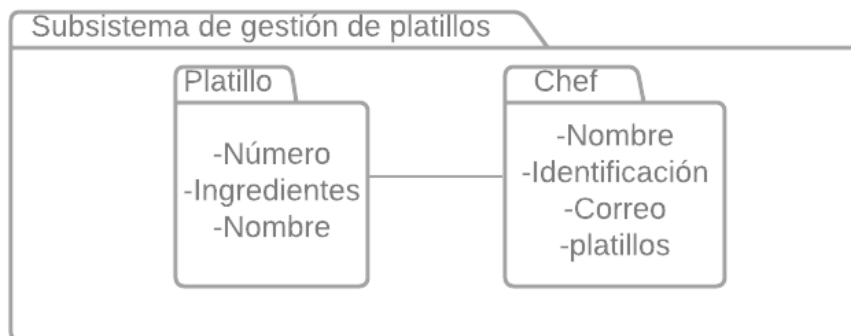 Subsistema de gestión de platillos
Platillo
-Número
-Ingredientes
-Nombre
Chef
-Nombre
-Identificación
-Correo
-platillos